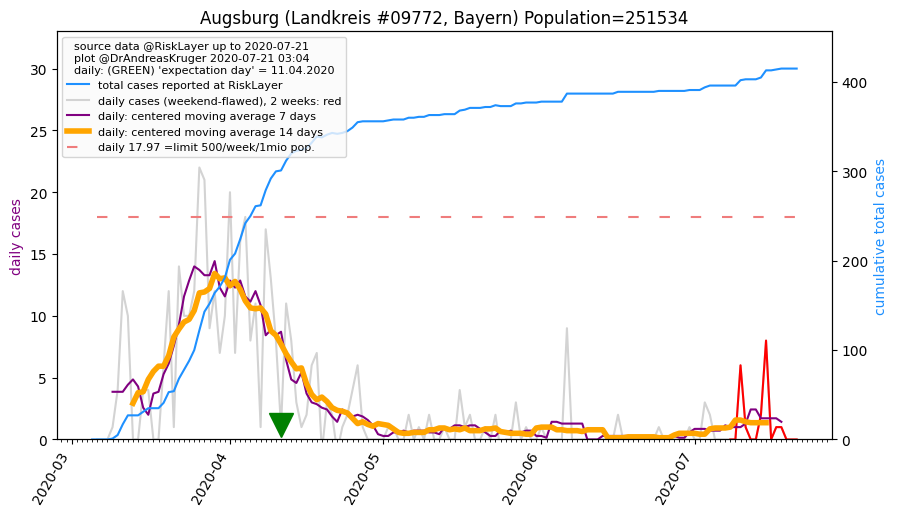 Augsburg (Landkreis #09772, Bayern) Population=251534
source data @RiskLayer up to 2020-07-21
plot @DrAndreasKruger 2020-07-21 03:04
daily: (GREEN) 'expectation day' = 11.04.2020
total cases reported at RiskLayer
daily cases (weekend-flawed), 2 weeks: red
daily: centered moving average 7 days
daily: centered moving average 14 days
daily 17.97 =limit 500/week/1mio pop.
daily cases
30
25
20
15
10
5
0
cumulative total cases
400
300
200
100
0
2020-03
2020-04
2020-05
2020-06
2020-07